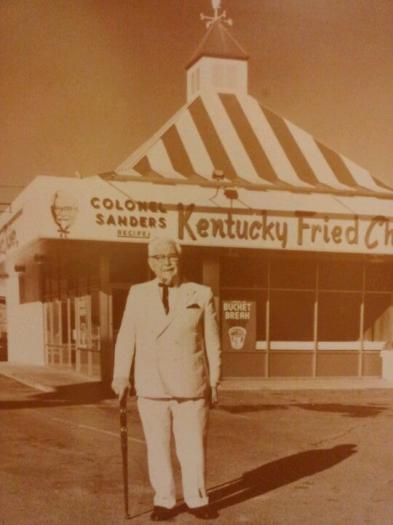 COLONEL
SANDERS
RECIPE
Kentucky Fried Ch
BUCKET
BREAK